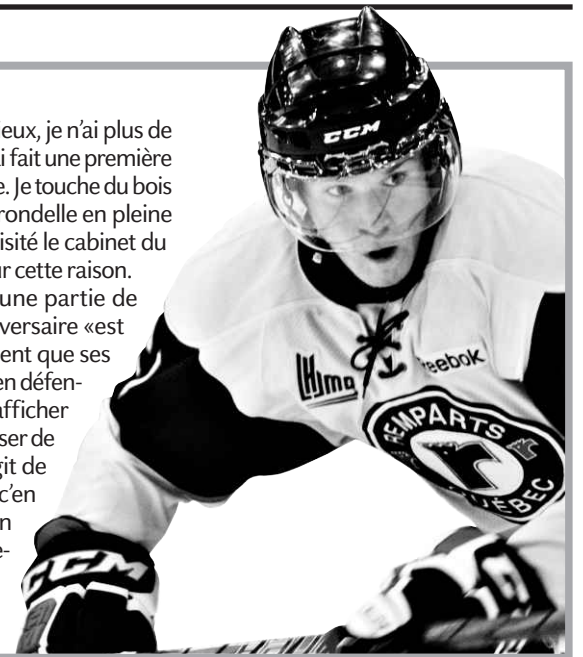 eux, je n'ai plus de
i fait une première
e. Je touche du bois
rondelle en pleine
isité le cabinet du
ur cette raison.
une partie de
versaire «est
ent que ses
en défen-
afficher
ser de
git de
c'en
n
e-
CCM
LHJmq
Reebok
REMPARTS
QUÉBEC
CCM